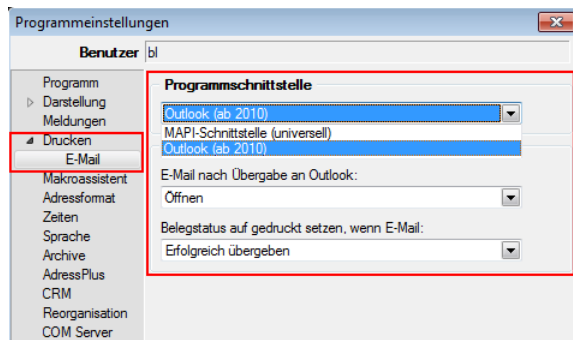 Programmeinstellungen
Benutzer bl
Programm
Darstellung
Meldungen
Drucken
E-Mail
Makroassistent
Adressformat
Zeiten
Sprache
Archive
AdressPlus
CRM
Reorganisation
COM Server
Programmschnittstelle
Outlook (ab 2010)
MAPI-Schnittstelle (universell)
Outlook (ab 2010)
E-Mail nach Übergabe an Outlook:
Öffnen
Belegstatus auf gedruckt setzen, wenn E-Mail:
Erfolgreich übergeben